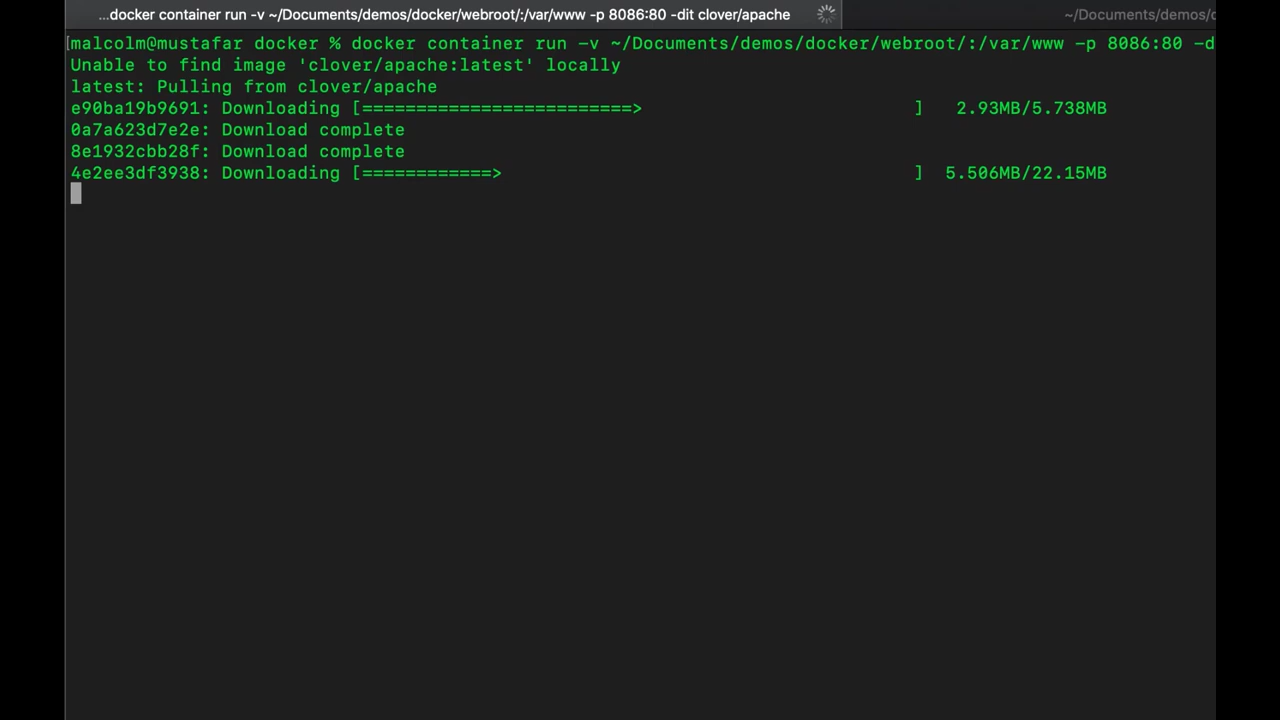 ...docker container run -v ~/Documents/demos/docker/webroot/:/var/www -p 8086:80 -dit clover/apache
~/Documents/demos/d
[malcolm@mustafar docker % docker container run -v ~/Documents/demos/docker/webroot/:/var/www -p 8086:80 -d
Unable to find image 'clover/apache:latest' locally
latest: Pulling from clover/apache
e90ba19b9691: Downloading [=========================>                          ]   2.93MB/5.738MB
0a7a623d7e2e: Download complete
8e1932cbb28f: Download complete
4e2ee3df3938: Downloading [============>                                       ]  5.506MB/22.15MB